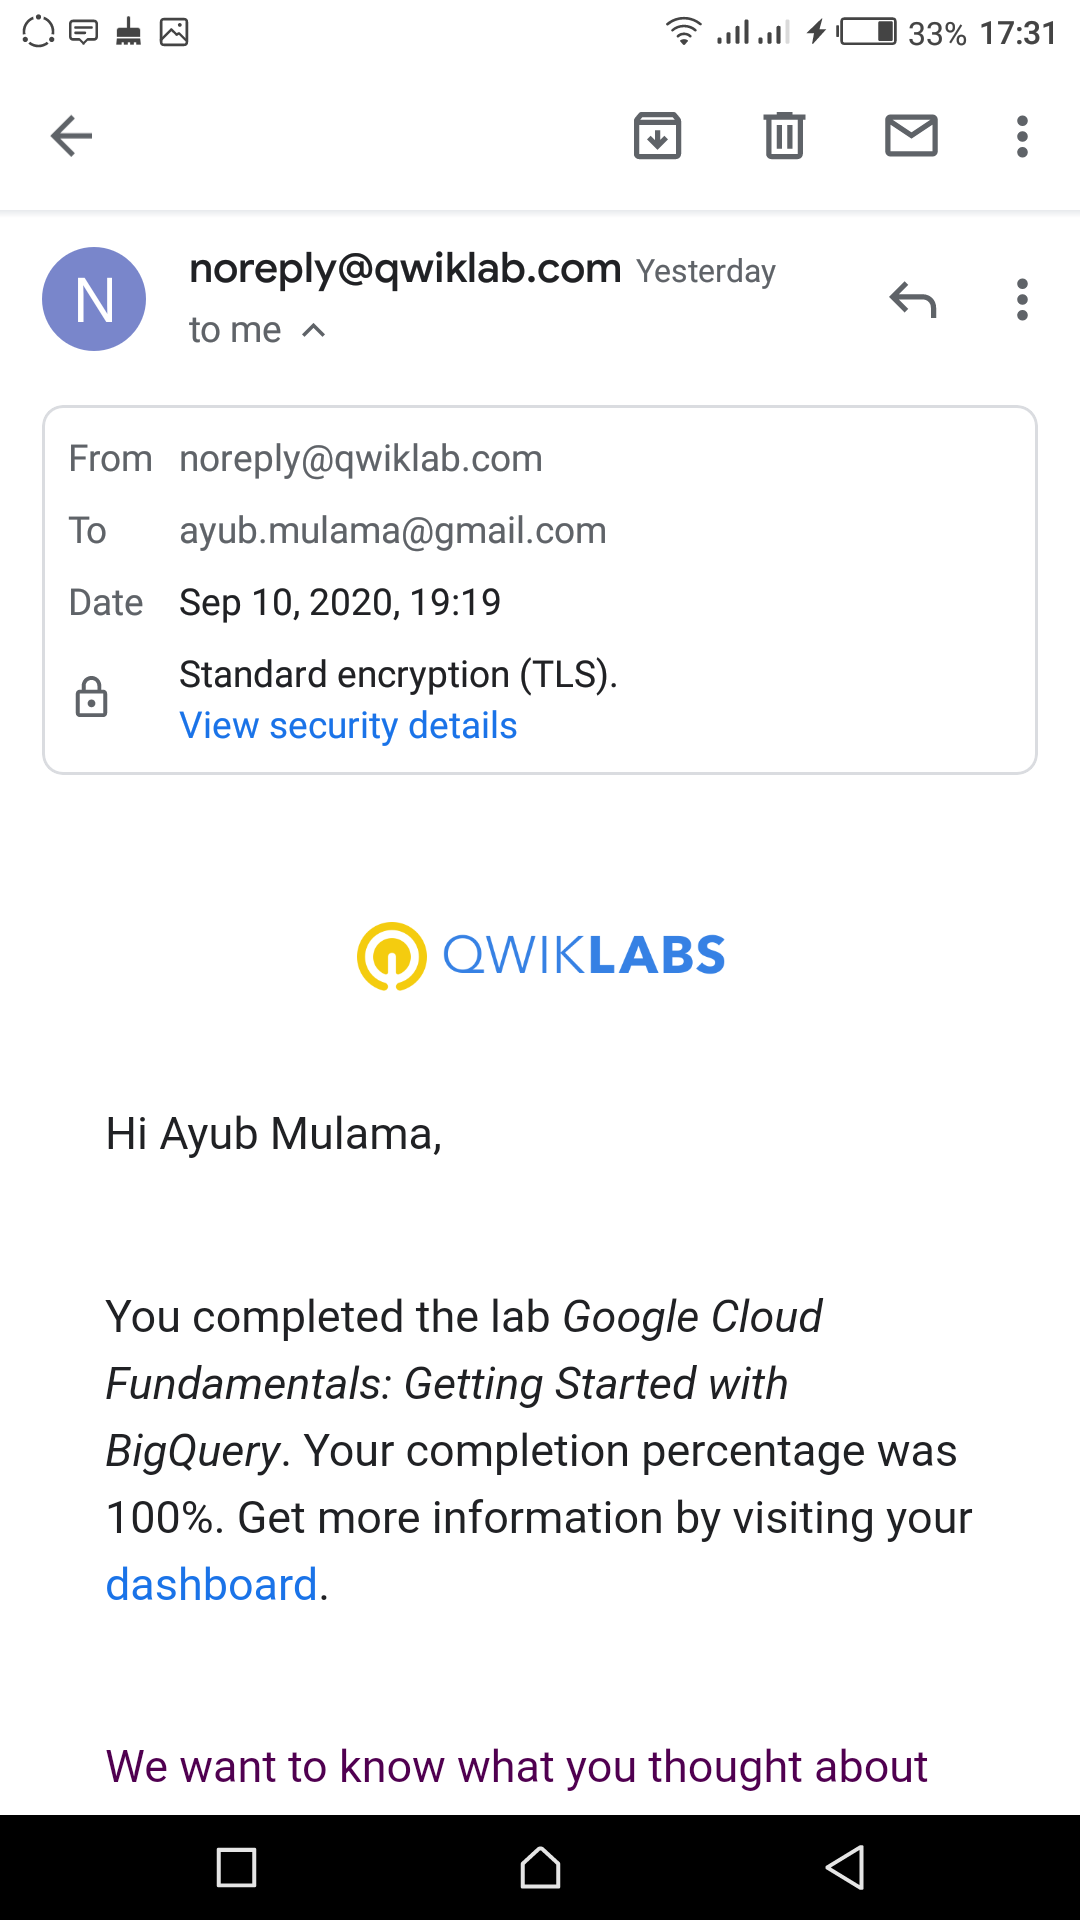 33% 17:31
N
noreply@qwiklab.com Yesterday
to me
From noreply@qwiklab.com
To ayub.mulama@gmail.com
Date Sep 10, 2020, 19:19
Standard encryption (TLS).
View security details
QWIKLABS
Hi Ayub Mulama,
You completed the lab Google Cloud
Fundamentals: Getting Started with
BigQuery. Your completion percentage was
100%. Get more information by visiting your
dashboard.
We want to know what you thought about